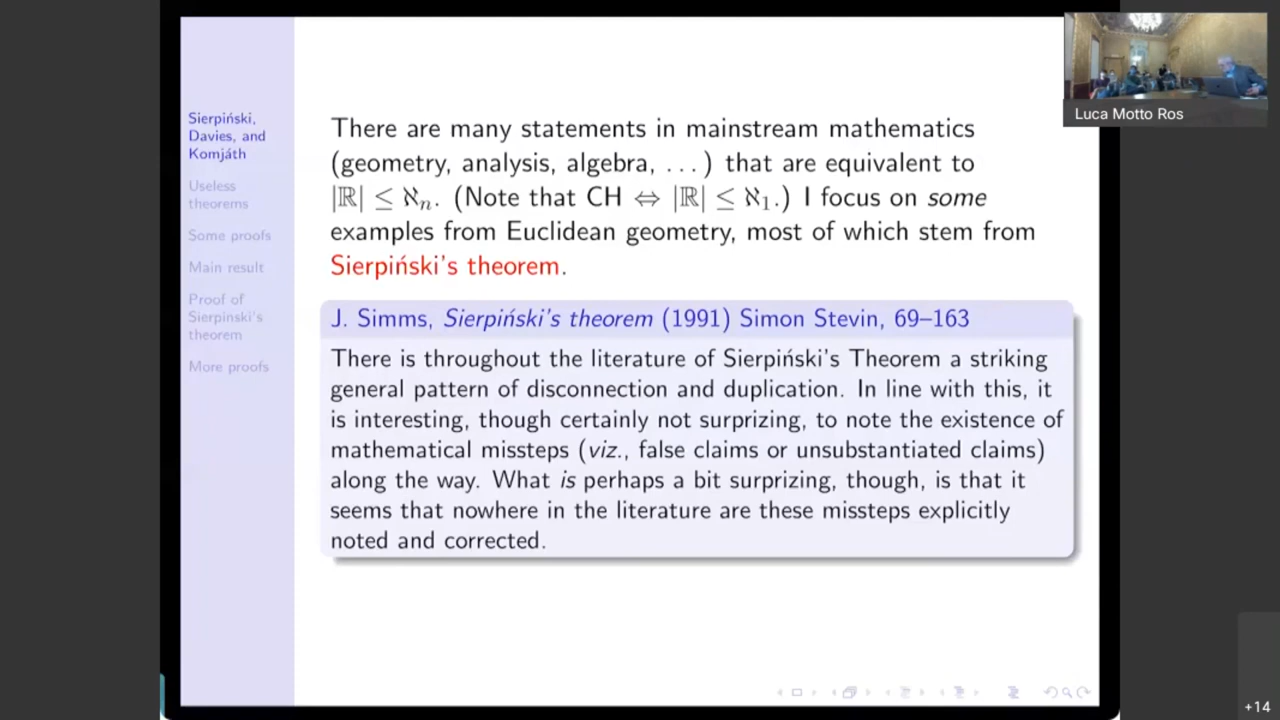 Sierpiński,
Davies, and
Komjáth
Useless
theorems
Some proofs
Main result
Proof of
Sierpinski's
theorem
More proofs
There are many statements in mainstream mathematics
(geometry, analysis, algebra, ...) that are equivalent to
|ℝ| ≤ ℵₙ. (Note that CH ⇔ |ℝ| ≤ ℵ₁.) I focus on some
examples from Euclidean geometry, most of which stem from
Sierpiński's theorem.
J. Simms, Sierpiński's theorem (1991) Simon Stevin, 69–163
There is throughout the literature of Sierpiński's Theorem a striking
general pattern of disconnection and duplication. In line with this, it
is interesting, though certainly not surprizing, to note the existence of
mathematical missteps (viz., false claims or unsubstantiated claims)
along the way. What is perhaps a bit surprizing, though, is that it
seems that nowhere in the literature are these missteps explicitly
noted and corrected.
Luca Motto Ros
+14